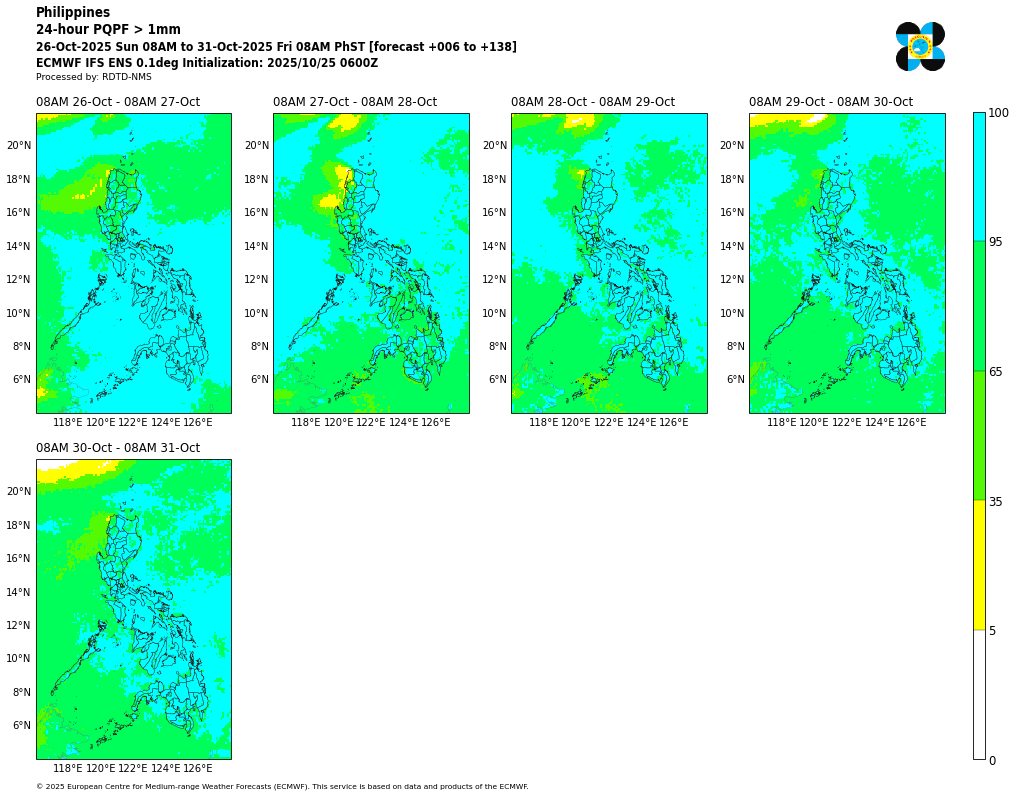 Philippines
24-hour PQPF > 1mm
26-Oct-2025 Sun 08AM to 31-Oct-2025 Fri 08AM PhST [forecast +006 to +138]
ECMWF IFS ENS 0.1deg Initialization: 2025/10/25 0600Z
Processed by: RDTD-NMS
08AM 26-Oct - 08AM 27-Oct
08AM 27-Oct - 08AM 28-Oct
08AM 28-Oct - 08AM 29-Oct
08AM 29-Oct - 08AM 30-Oct
20°N
18°N
16°N
14°N
12°N
10°N
8°N
6°N
118°E 120°E 122°E 124°E 126°E
20°N
18°N
16°N
14°N
12°N
10°N
8°N
6°N
118°E 120°E 122°E 124°E 126°E
20°N
18°N
16°N
14°N
12°N
10°N
8°N
6°N
118°E 120°E 122°E 124°E 126°E
20°N
18°N
16°N
14°N
12°N
10°N
8°N
6°N
118°E 120°E 122°E 124°E 126°E
100
95
65
35
5
0
08AM 30-Oct - 08AM 31-Oct
20°N
18°N
16°N
14°N
12°N
10°N
8°N
6°N
118°E 120°E 122°E 124°E 126°E
© 2025 European Centre for Medium-range Weather Forecasts (ECMWF). This service is based on data and products of the ECMWF.